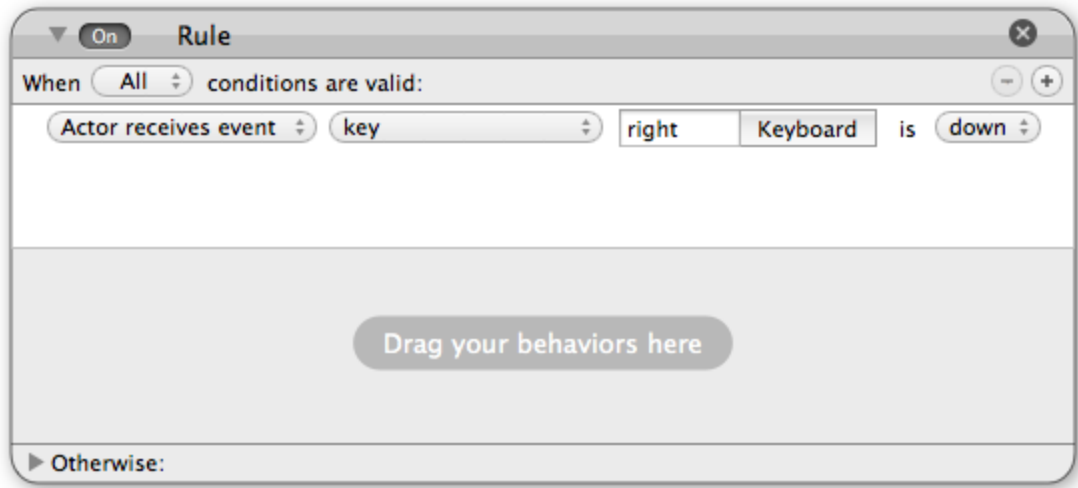 On Rule
When All conditions are valid:
Actor receives event key right Keyboard is down
Drag your behaviors here
Otherwise: